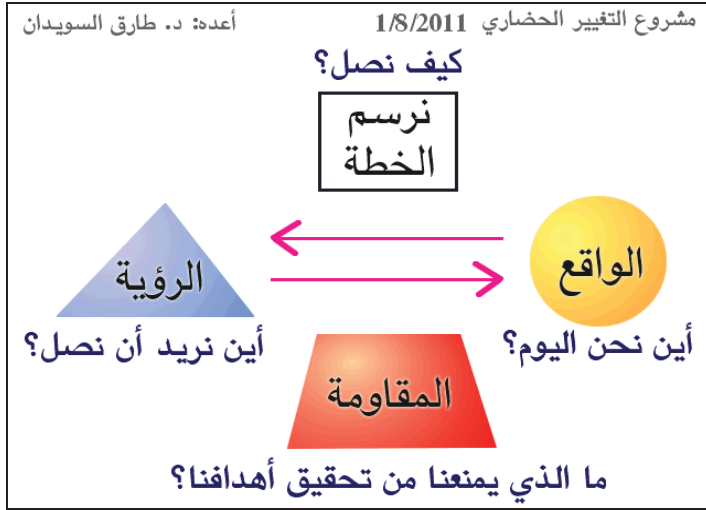 مشروع التغيير الحضاري 1/8/2011 أعده: د. طارق السويدان
كيف نصل؟
نرسم
الخطة
الواقع
أين نحن اليوم؟
الرؤية
أين نريد أن نصل؟
المقاومة
ما الذي يمنعنا من تحقيق أهدافنا؟